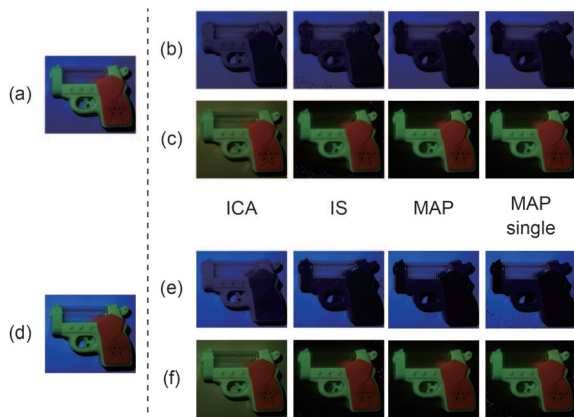 (a)
(b)
(c)
ICA IS MAP MAP single
(d)
(e)
(f)